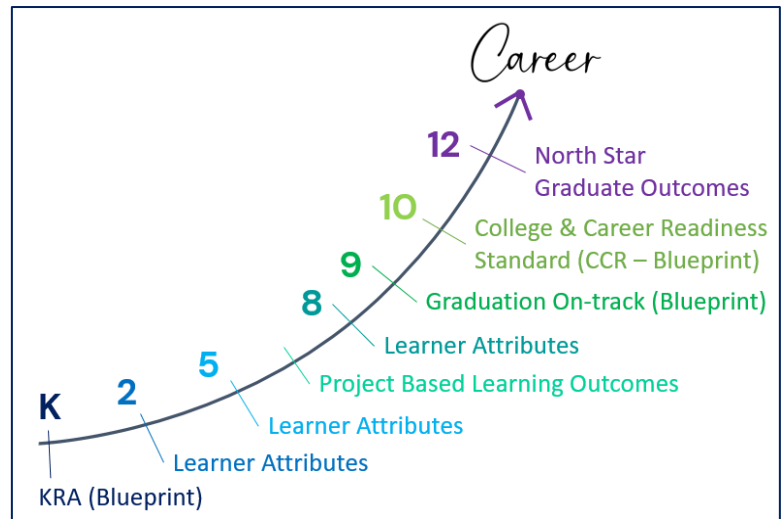 Career
12
North Star
Graduate Outcomes
10
College & Career Readiness
Standard (CCR – Blueprint)
9
Graduation On-track (Blueprint)
8
Learner Attributes
Project Based Learning Outcomes
5
Learner Attributes
2
Learner Attributes
K
KRA (Blueprint)